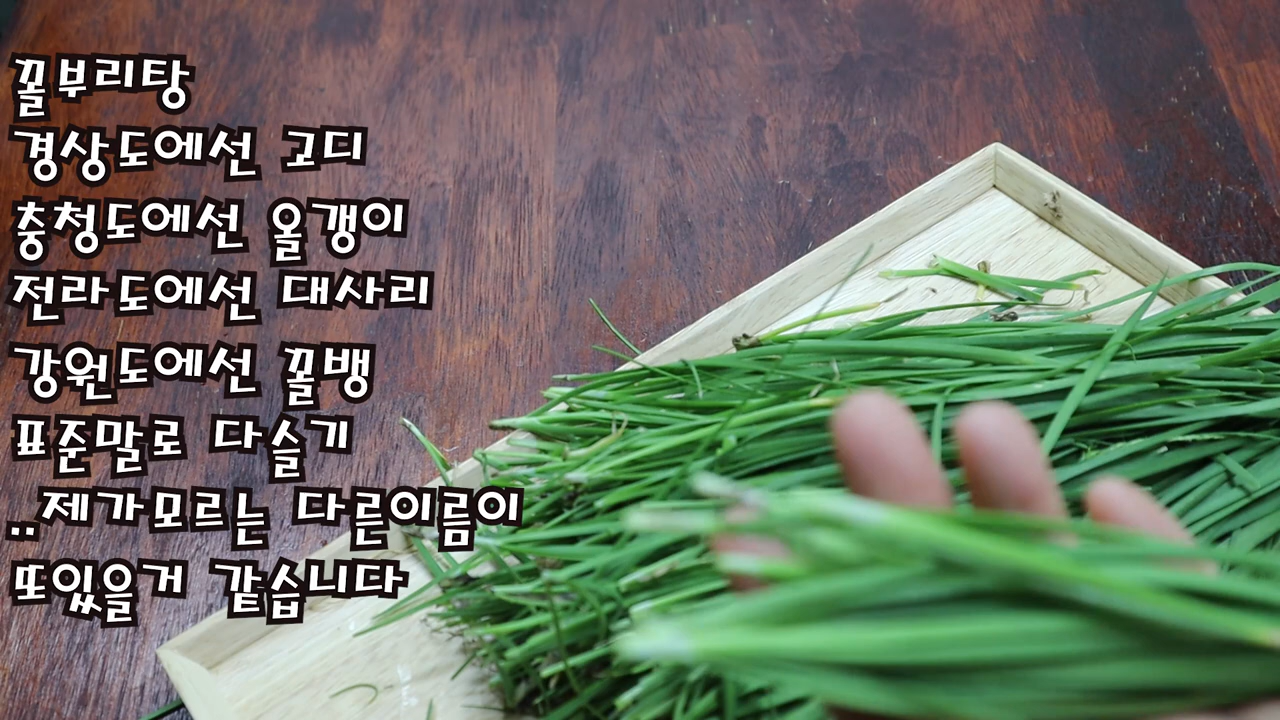 꼴부리탕
경상도에선 고디
충청도에선 올갱이
전라도에선 대사리
강원도에선 꼴뱅
표준말로 다슬기
..제가모르는 다른이름이
또있을거 같습니다